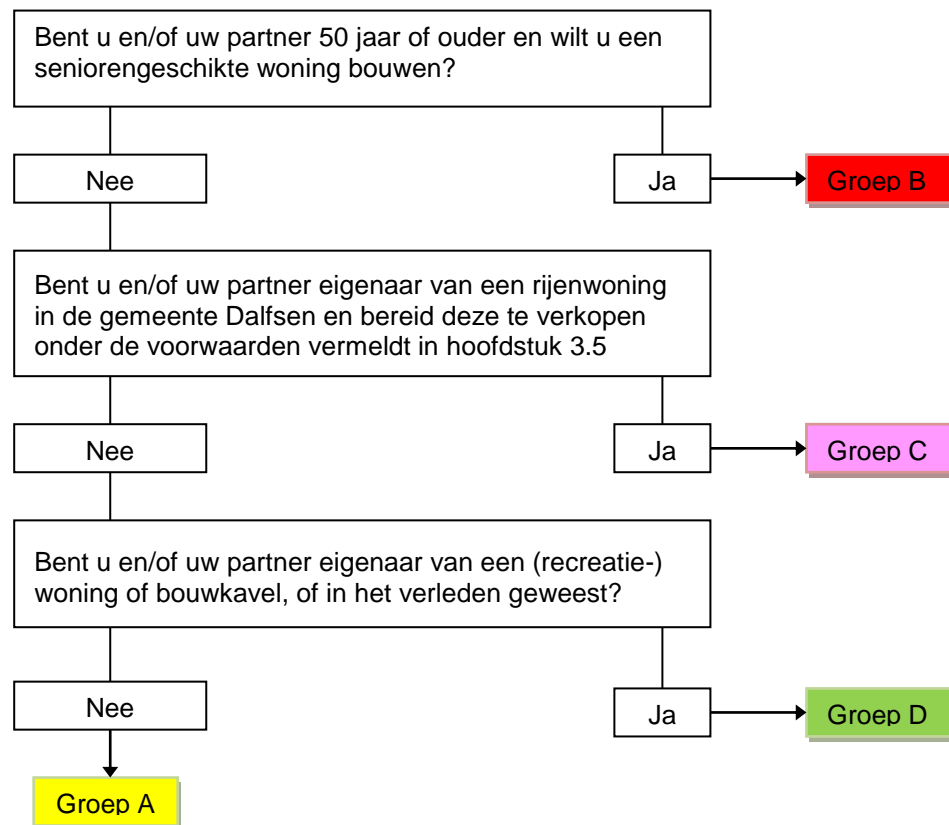 Bent u en/of uw partner 50 jaar of ouder en wilt u een
seniorengeschikte woning bouwen?
Nee
Ja
Groep B
Bent u en/of uw partner eigenaar van een rijenwoning
in de gemeente Dalfsen en bereid deze te verkopen
onder de voorwaarden vermeldt in hoofdstuk 3.5
Nee
Ja
Groep C
Bent u en/of uw partner eigenaar van een (recreatie-)
woning of bouwkavel, of in het verleden geweest?
Nee
Ja
Groep D
Groep A